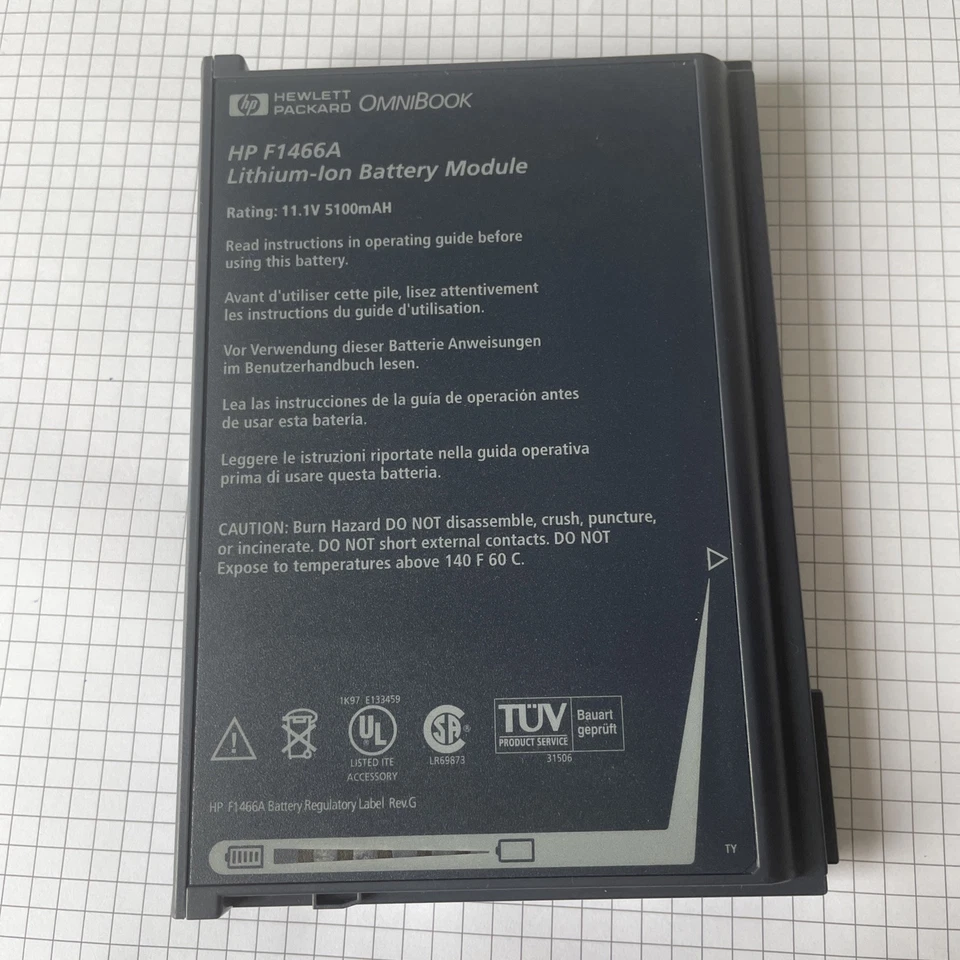 hp HEWLETT
PACKARD OMNIBOOK
HP F1466A
Lithium-Ion Battery Module
Rating: 11.1V 5100mAH
Read instructions in operating guide before
using this battery.
Avant d'utiliser cette pile, lisez attentivement
les instructions du guide d'utilisation.
Vor Verwendung dieser Batterie Anweisungen
im Benutzerhandbuch lesen.
Lea las instrucciones de la guía de operación antes
de usar esta batería.
Leggere le istruzioni riportate nella guida operativa
prima di usare questa batteria.
CAUTION: Burn Hazard DO NOT disassemble, crush, puncture,
or incinerate. DO NOT short external contacts. DO NOT
Expose to temperatures above 140 F 60 C.
1K97 E133459
UL
LISTED ITE
ACCESSORY
SA ®
LR69873
TÜV
PRODUCT SERVICE
Bauart
geprüft
31506
HP F1466A Battery Regulatory Label Rev.G
TY